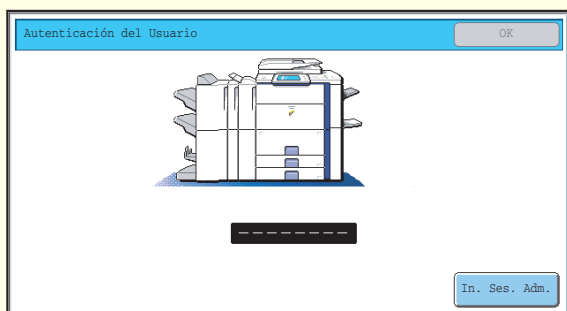 Autenticación del Usuario
OK
– – – – – – – –
In. Ses. Adm.